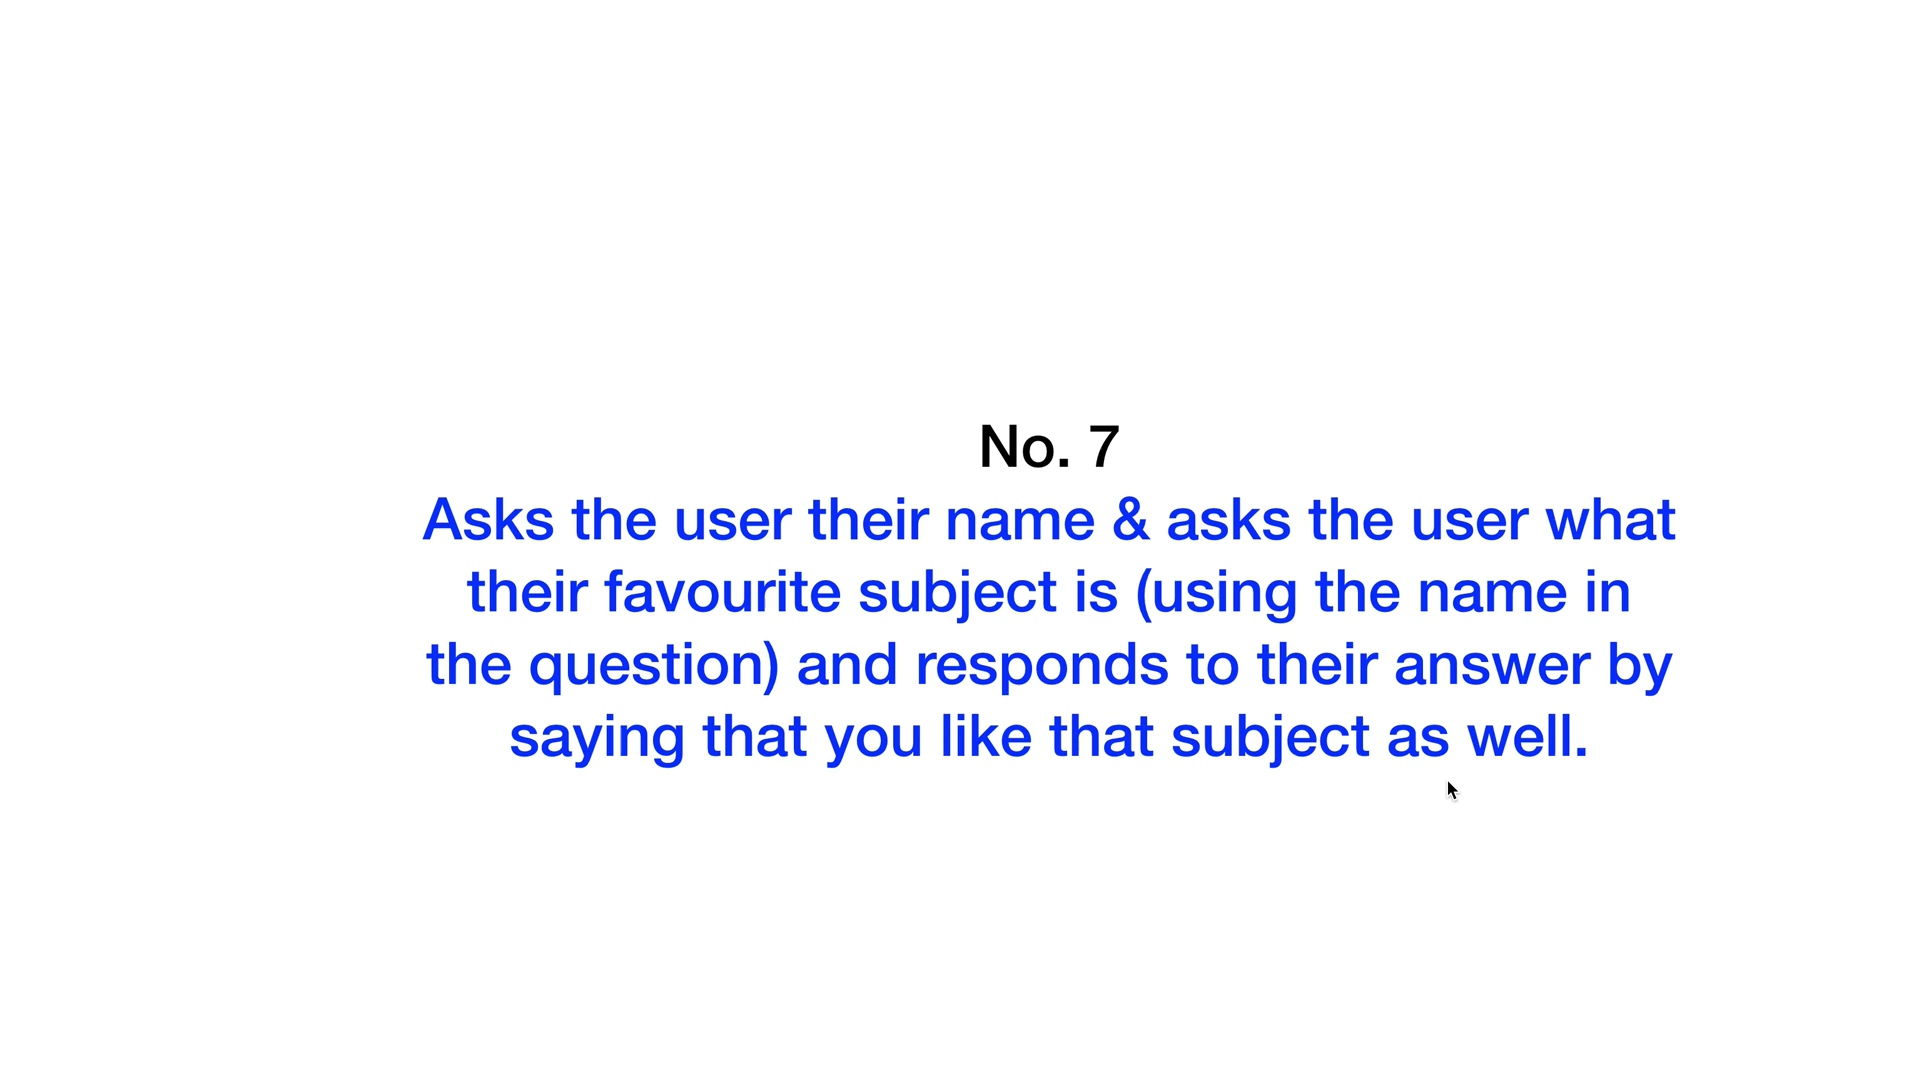 No. 7
Asks the user their name & asks the user what
their favourite subject is (using the name in
the question) and responds to their answer by
saying that you like that subject as well.